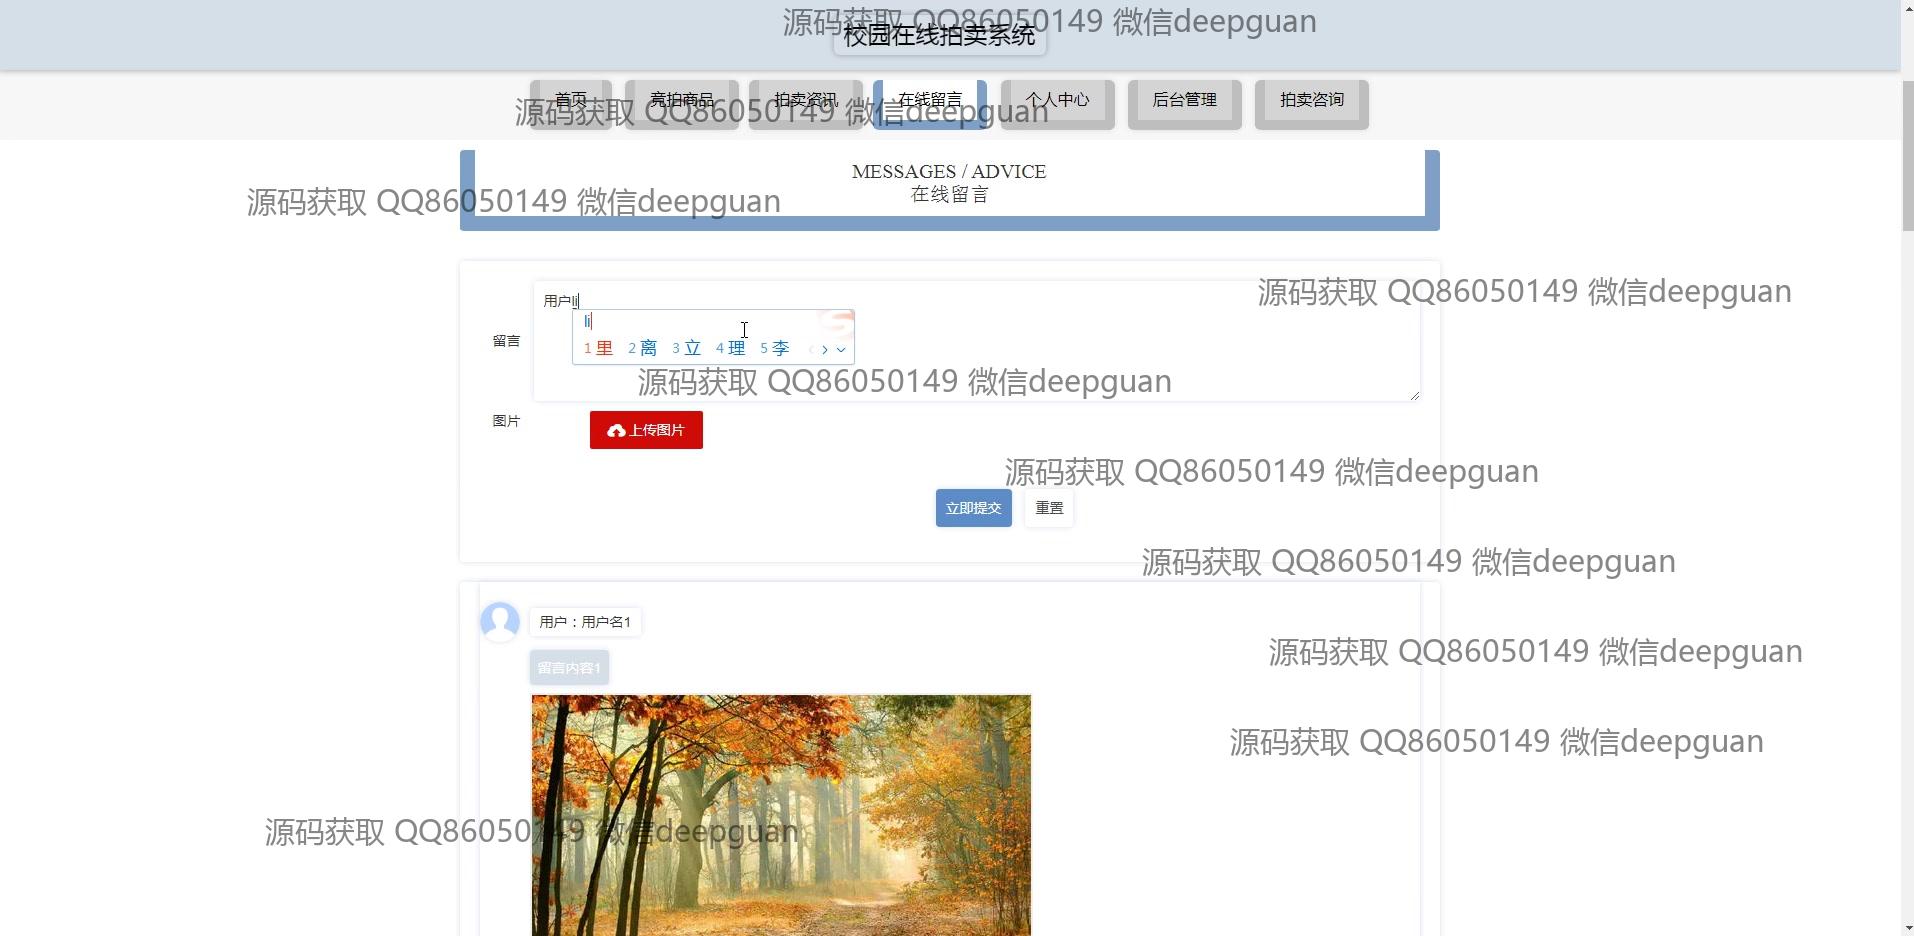 源码获取 QQ86050149 微信deepguan
校园在线拍卖系统
首页 竞拍商品 拍卖资讯 在线留言 个人中心 后台管理 拍卖咨询
源码获取 QQ86050149 微信deepguan
MESSAGES / ADVICE
在线留言
源码获取 QQ86050149 微信deepguan
源码获取 QQ86050149 微信deepguan
用户li
li
留言
1 里 2 离 3 立 4 理 5 李
源码获取 QQ86050149 微信deepguan
图片
上传图片
源码获取 QQ86050149 微信deepguan
立即提交 重置
源码获取 QQ86050149 微信deepguan
用户：用户名1
源码获取 QQ86050149 微信deepguan
留言内容1
源码获取 QQ86050149 微信deepguan
源码获取 QQ86050149 微信deepguan